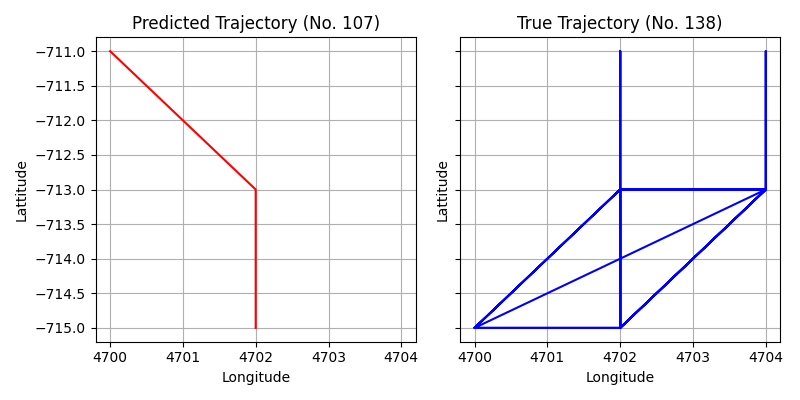 Predicted Trajectory (No. 107)
−711.0
−711.5
−712.0
−712.5
−713.0
−713.5
−714.0
−714.5
−715.0
Lattitude
4700 4701 4702 4703 4704
Longitude
True Trajectory (No. 138)
Lattitude
4700 4701 4702 4703 4704
Longitude